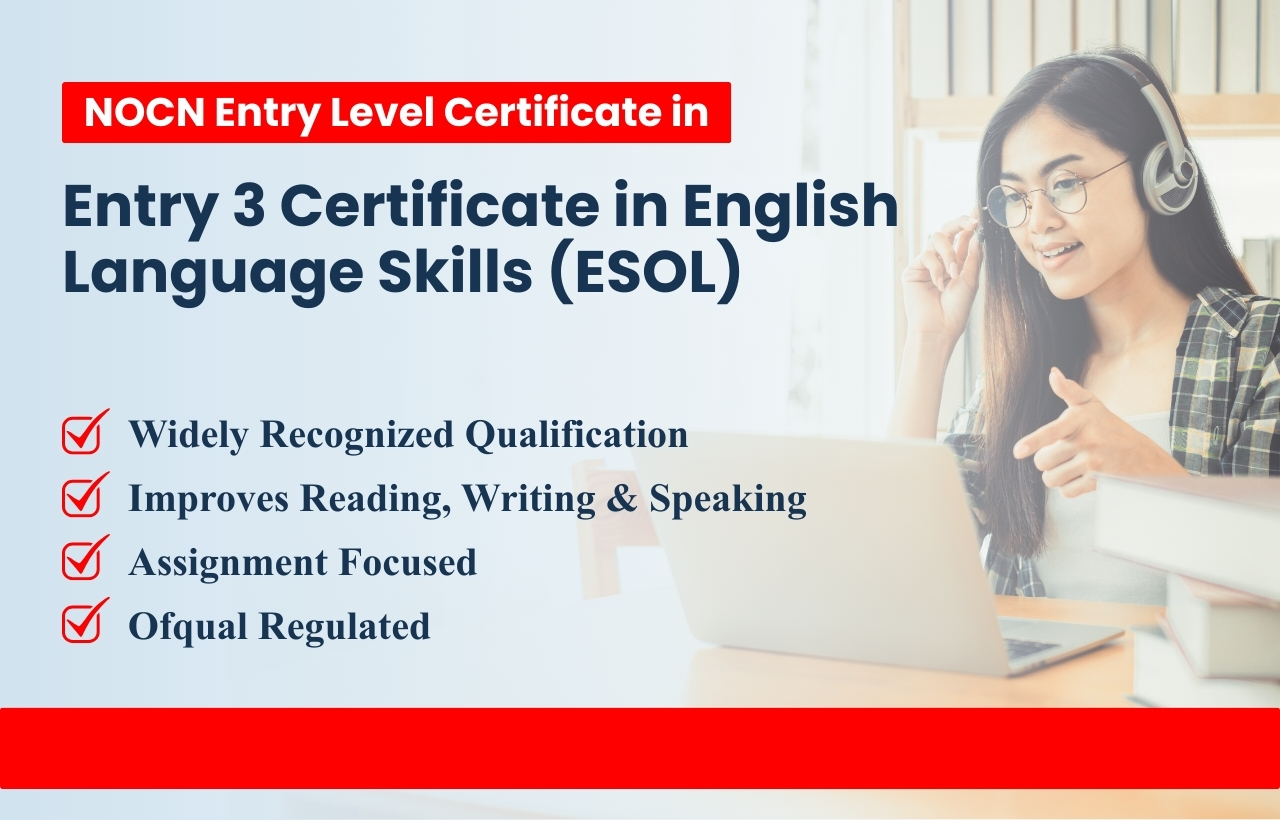 NOCN Entry Level Certificate in
Entry 3 Certificate in English
Language Skills (ESOL)
Widely Recognized Qualification
Improves Reading, Writing & Speaking
Assignment Focused
Ofqual Regulated